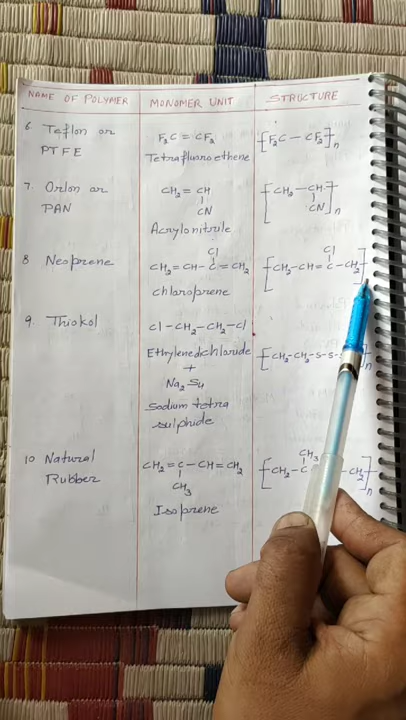 NAME OF POLYMER MONOMER UNIT STRUCTURE
6. Teflon or F₂C = CF₂ [F₂C – CF₂]n
PTFE Tetrafluoroethene
7. Orlon or CH₂ = CH [CH₂ – CH]n
PAN CN CN
Acrylonitrile
Cl Cl
8 Neoprene CH₂ = CH – C = CH₂ [CH₂ – CH = C – CH₂]
chloroprene
9. Thiokol Cl – CH₂ – CH₂ – Cl
Ethylenedchloride [CH₂ – CH₂ – S – S – S]n
+
Na₂S₄
Sodium tetra
sulphide
CH₃
10 Natural CH₂ = C – CH = CH₂ [CH₂ – C CH₂]n
Rubber CH₃
Isoprene